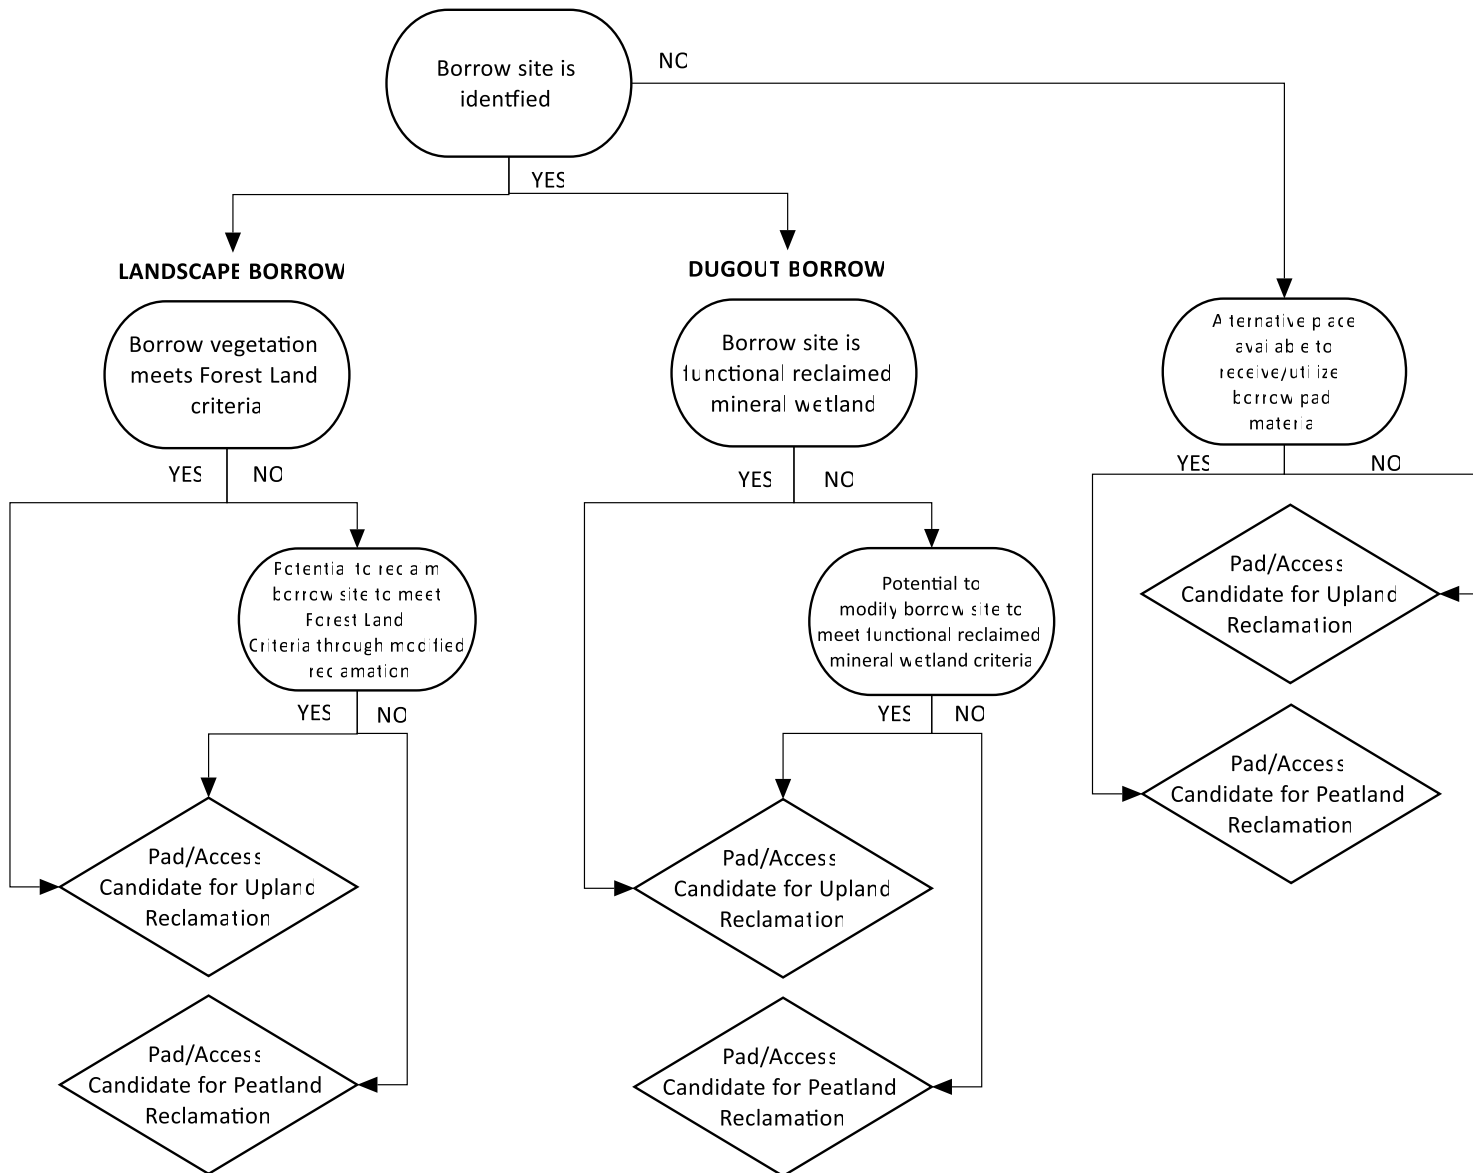 Borrow site is
identfied
NO
YES
LANDSCAPE BORROW
DUGOUT BORROW
Borrow vegetation
meets Forest Land
criteria
Borrow site is
functional reclaimed
mineral wetland
Alternative place
available to
receive/utilize
borrow pad
material
YES
NO
YES
NO
YES
NO
Potential to reclaim
borrow site to meet
Forest Land
Criteria through modified
reclamation
Potential to
modify borrow site to
meet functional reclaimed
mineral wetland criteria
Pad/Access
Candidate for Upland
Reclamation
YES
NO
YES
NO
Pad/Access
Candidate for Peatland
Reclamation
Pad/Access
Candidate for Upland
Reclamation
Pad/Access
Candidate for Upland
Reclamation
Pad/Access
Candidate for Peatland
Reclamation
Pad/Access
Candidate for Peatland
Reclamation